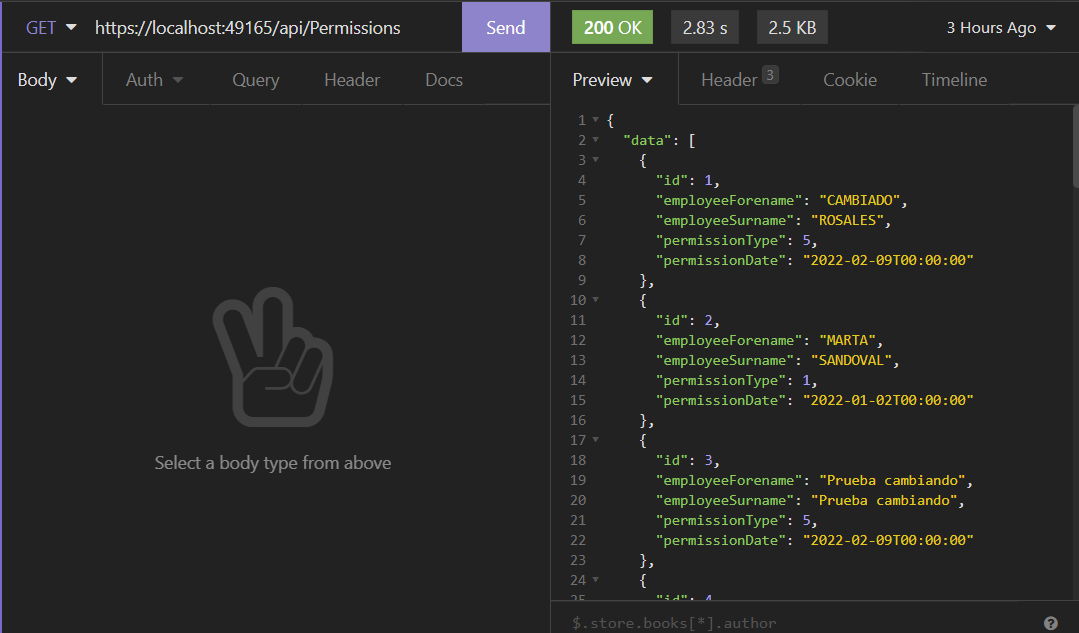 GET https://localhost:49165/api/Permissions Send 200 OK 2.83 s 2.5 KB 3 Hours Ago
Body Auth Query Header Docs Preview Header 3 Cookie Timeline
Select a body type from above
1 {
2 "data": [
3 {
4 "id": 1,
5 "employeeForename": "CAMBIADO",
6 "employeeSurname": "ROSALES",
7 "permissionType": 5,
8 "permissionDate": "2022-02-09T00:00:00"
9 },
10 {
11 "id": 2,
12 "employeeForename": "MARTA",
13 "employeeSurname": "SANDOVAL",
14 "permissionType": 1,
15 "permissionDate": "2022-01-02T00:00:00"
16 },
17 {
18 "id": 3,
19 "employeeForename": "Prueba cambiando",
20 "employeeSurname": "Prueba cambiando",
21 "permissionType": 5,
22 "permissionDate": "2022-02-09T00:00:00"
23 },
24 {
25 "id": 4
$.store.books[*].author ?